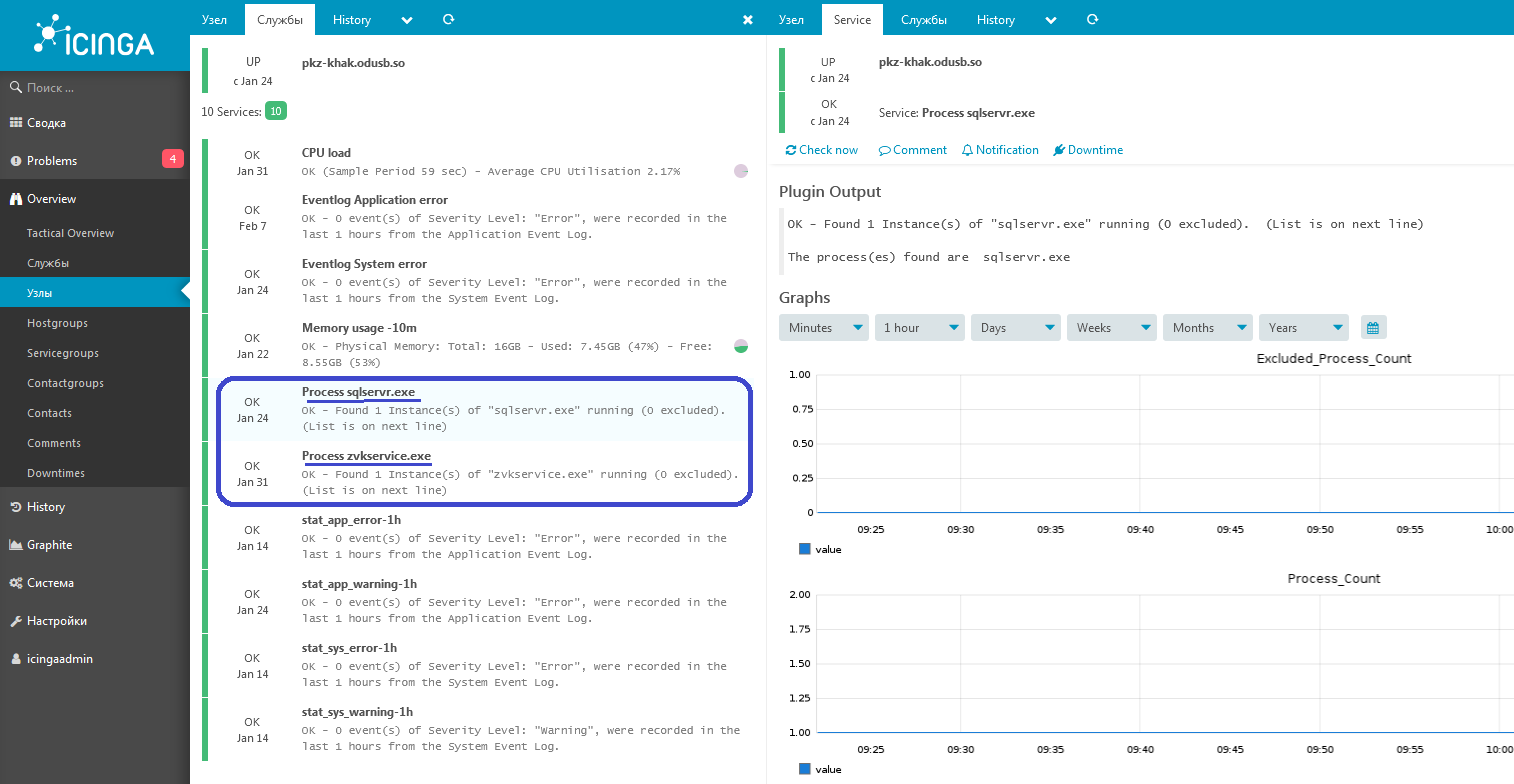 ICINGA
Поиск ...
Сводка
Problems
4
Overview
Tactical Overview
Службы
Узлы
Hostgroups
Servicegroups
Contactgroups
Contacts
Comments
Downtimes
History
Graphite
Система
Настройки
icingaadmin
Узел
Службы
History
UP
с Jan 24
pkz-khak.odusb.so
10 Services: 10
OK
Jan 31
CPU load
OK (Sample Period 59 sec) - Average CPU Utilisation 2.17%
OK
Feb 7
Eventlog Application error
OK - 0 event(s) of Severity Level: "Error", were recorded in the
last 1 hours from the Application Event Log.
OK
Jan 24
Eventlog System error
OK - 0 event(s) of Severity Level: "Error", were recorded in the
last 1 hours from the System Event Log.
OK
Jan 22
Memory usage -10m
OK - Physical Memory: Total: 16GB - Used: 7.45GB (47%) - Free:
8.55GB (53%)
OK
Jan 24
Process sqlservr.exe
OK - Found 1 Instance(s) of "sqlservr.exe" running (0 excluded).
(List is on next line)
OK
Jan 31
Process zvkservice.exe
OK - Found 1 Instance(s) of "zvkservice.exe" running (0 excluded).
(List is on next line)
OK
Jan 14
stat_app_error-1h
OK - 0 event(s) of Severity Level: "Error", were recorded in the
last 1 hours from the Application Event Log.
OK
Jan 24
stat_app_warning-1h
OK - 0 event(s) of Severity Level: "Error", were recorded in the
last 1 hours from the Application Event Log.
OK
Jan 14
stat_sys_error-1h
OK - 0 event(s) of Severity Level: "Error", were recorded in the
last 1 hours from the System Event Log.
OK
Jan 14
stat_sys_warning-1h
OK - 0 event(s) of Severity Level: "Warning", were recorded in the
last 1 hours from the System Event Log.
Узел
Service
Службы
History
UP
с Jan 24
pkz-khak.odusb.so
OK
с Jan 24
Service: Process sqlservr.exe
Check now Comment Notification Downtime
Plugin Output
OK - Found 1 Instance(s) of "sqlservr.exe" running (0 excluded). (List is on next line)
The process(es) found are sqlservr.exe
Graphs
Minutes 1 hour Days Weeks Months Years
Excluded_Process_Count
1.00
0.75
0.50
0.25
0
09:25 09:30 09:35 09:40 09:45 09:50 09:55 10:00
value
Process_Count
2.00
1.75
1.50
1.25
1.00
09:25 09:30 09:35 09:40 09:45 09:50 09:55 10:00
value